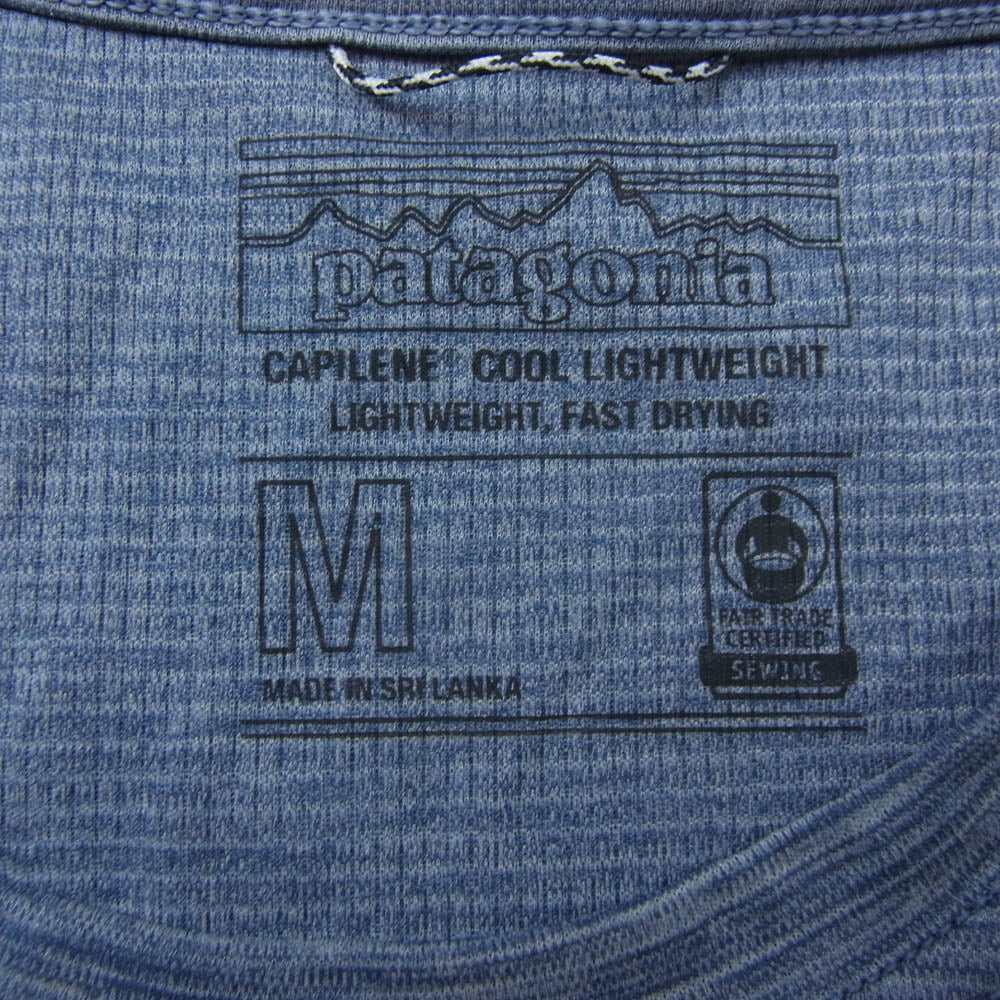 patagonia
CAPILENE® COOL LIGHTWEIGHT
LIGHTWEIGHT, FAST DRYING
M
MADE IN SRI LANKA
FAIR TRADE
CERTIFIED
SEWING